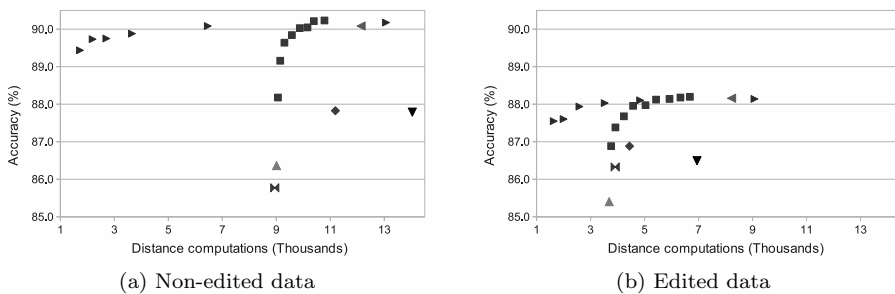 Accuracy (%)
90.0
89.0
88.0
87.0
86.0
85.0
1 3 5 7 9 11 13
Distance computations (Thousands)
(a) Non-edited data
Accuracy (%)
90.0
89.0
88.0
87.0
86.0
85.0
1 3 5 7 9 11 13
Distance computations (Thousands)
(b) Edited data